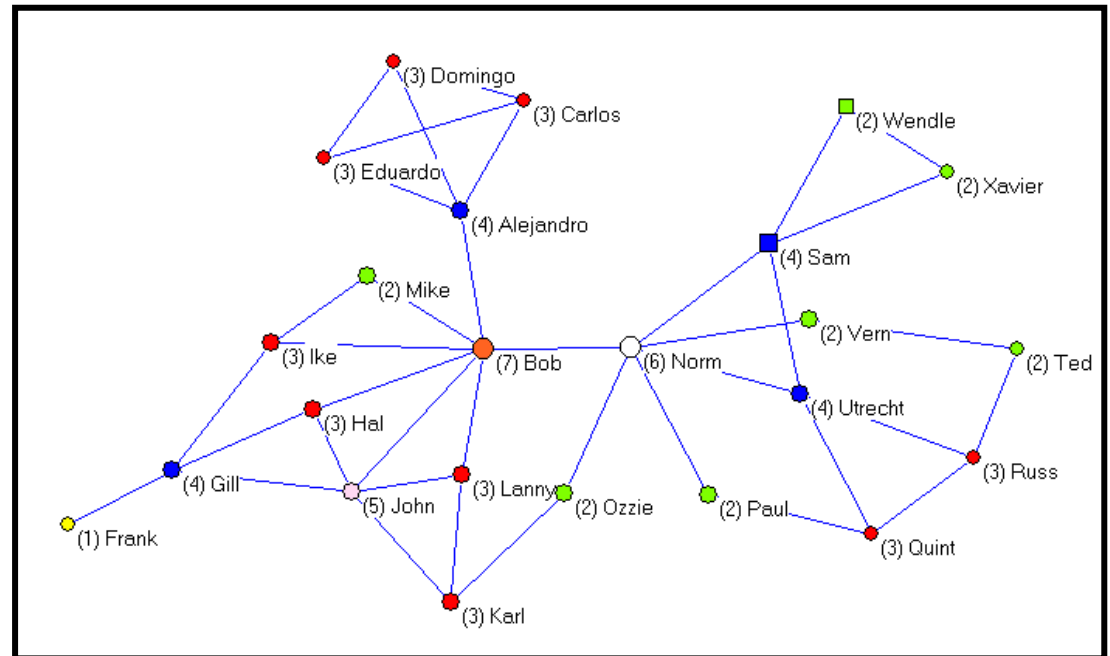 (3) Domingo
(3) Carlos
(2) Wendle
(3) Eduardo
(2) Xavier
(4) Alejandro
(4) Sam
(2) Mike
(2) Vern
(3) Ike
(7) Bob
(6) Norm
(2) Ted
(3) Hal
(4) Utrecht
(4) Gill
(5) John
(3) Lanny
(2) Ozzie
(2) Paul
(3) Russ
(1) Frank
(3) Quint
(3) Karl